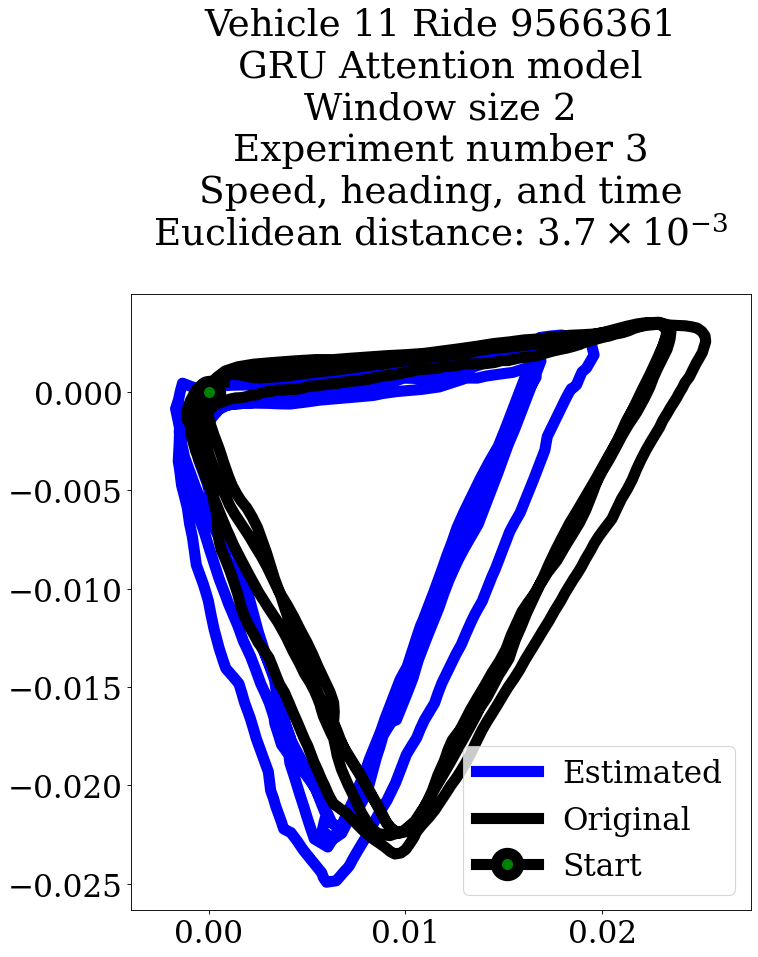 Vehicle 11 Ride 9566361
GRU Attention model
Window size 2
Experiment number 3
Speed, heading, and time
Euclidean distance: 3.7 × 10⁻³
0.000
−0.005
−0.010
−0.015
−0.020
−0.025
0.00
0.01
0.02
Estimated
Original
Start